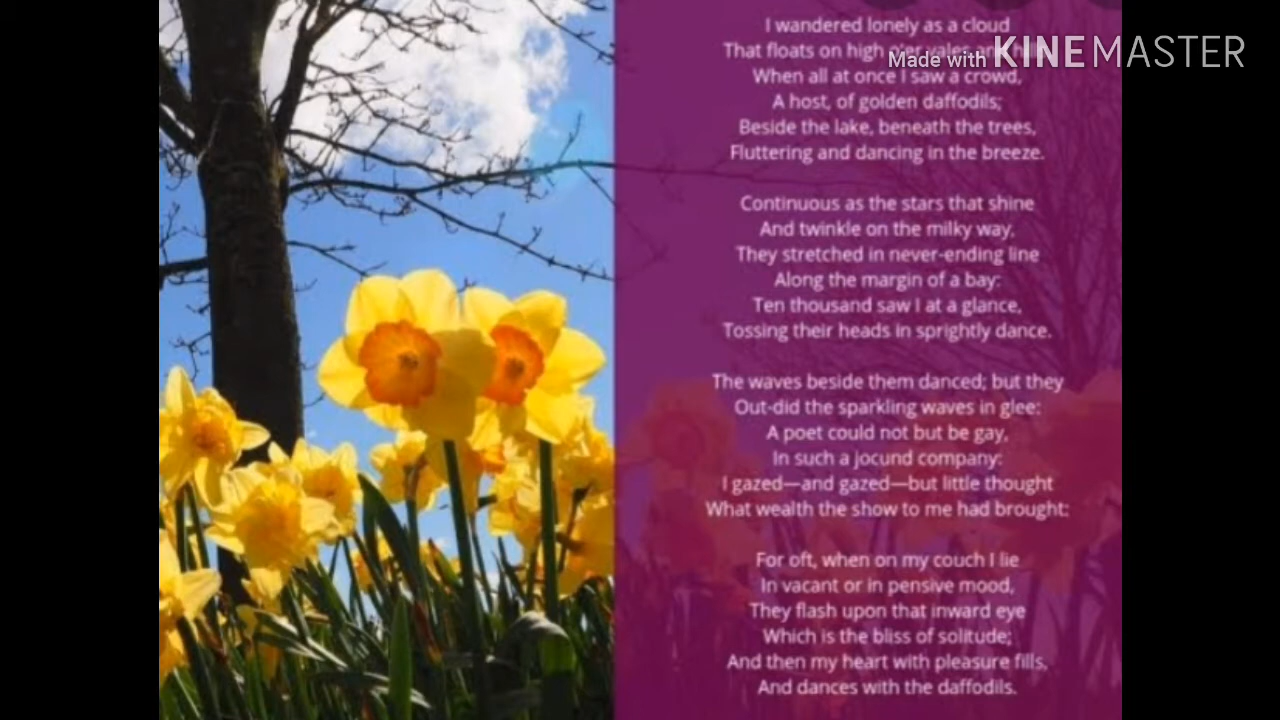 I wandered lonely as a cloud
That floats on high o'er vales and hills,
Made with KINEMASTER
When all at once I saw a crowd,
A host, of golden daffodils;
Beside the lake, beneath the trees,
Fluttering and dancing in the breeze.
Continuous as the stars that shine
And twinkle on the milky way,
They stretched in never-ending line
Along the margin of a bay:
Ten thousand saw I at a glance,
Tossing their heads in sprightly dance.
The waves beside them danced; but they
Out-did the sparkling waves in glee:
A poet could not but be gay,
In such a jocund company:
I gazed—and gazed—but little thought
What wealth the show to me had brought:
For oft, when on my couch I lie
In vacant or in pensive mood,
They flash upon that inward eye
Which is the bliss of solitude;
And then my heart with pleasure fills,
And dances with the daffodils.